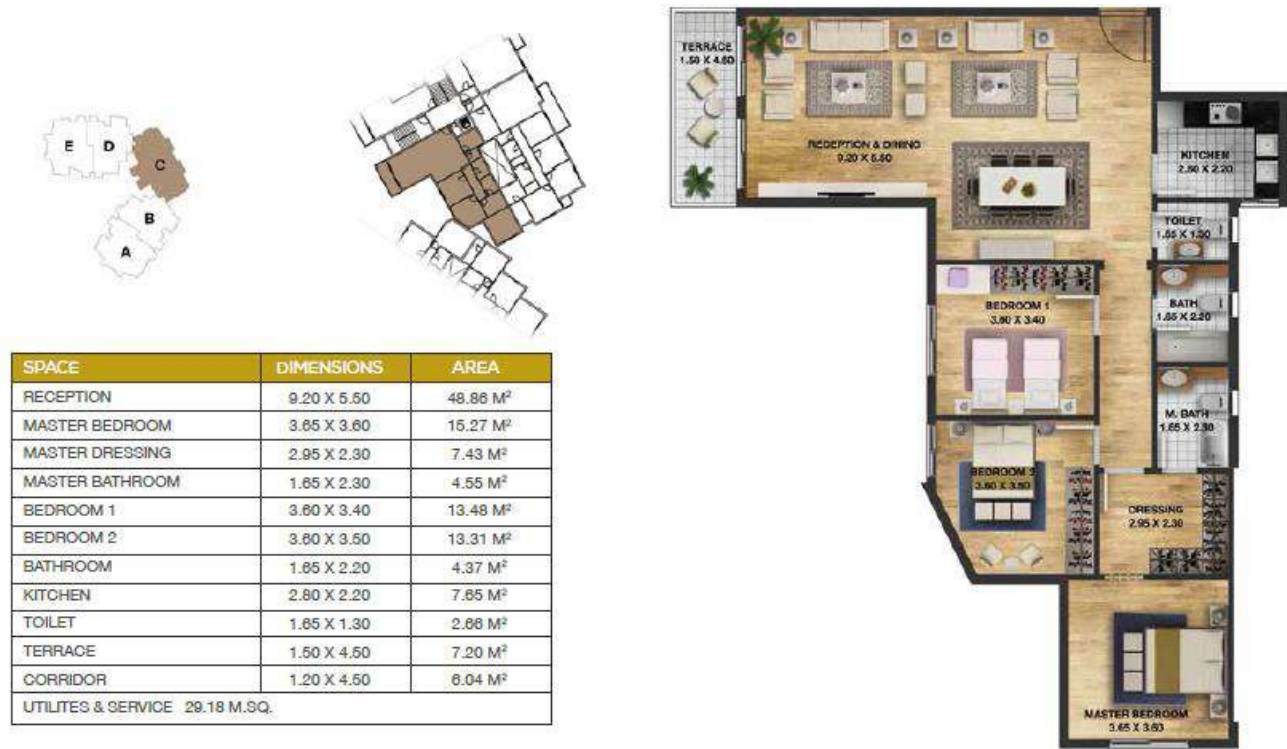 E D C
B
A
SPACE DIMENSIONS AREA
RECEPTION 9.20 X 5.50 48.86 M²
MASTER BEDROOM 3.65 X 3.60 15.27 M²
MASTER DRESSING 2.95 X 2.30 7.43 M²
MASTER BATHROOM 1.65 X 2.30 4.55 M²
BEDROOM 1 3.60 X 3.40 13.48 M²
BEDROOM 2 3.60 X 3.50 13.31 M²
BATHROOM 1.65 X 2.20 4.37 M²
KITCHEN 2.80 X 2.20 7.65 M²
TOILET 1.65 X 1.30 2.66 M²
TERRACE 1.50 X 4.50 7.20 M²
CORRIDOR 1.20 X 4.50 6.04 M²
UTILITES & SERVICE 29.18 M.SQ.
TERRACE
1.50 X 4.50
RECEPTION & DINING
9.20 X 5.50
KITCHEN
2.80 X 2.20
TOILET
1.65 X 1.30
BEDROOM 1
3.60 X 3.40
BATH
1.65 X 2.20
M. BATH
1.65 X 2.30
BEDROOM 2
3.60 X 3.50
DRESSING
2.95 X 2.30
MASTER BEDROOM
3.65 X 3.60